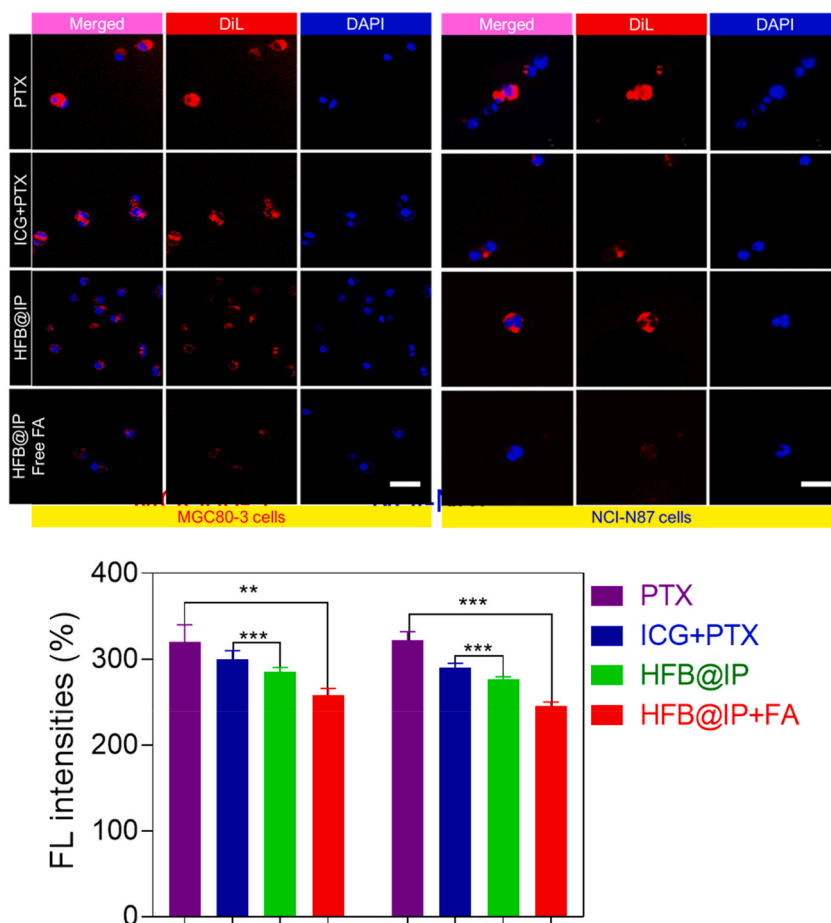 Merged DiL DAPI Merged DiL DAPI
PTX
ICG+PTX
HFB@IP
HFB@IP
Free FA
MGC80-3 cells NCI-N87 cells
400
300
200
100
0
FL intensities (%)
** ***
*** ***
PTX
ICG+PTX
HFB@IP
HFB@IP+FA